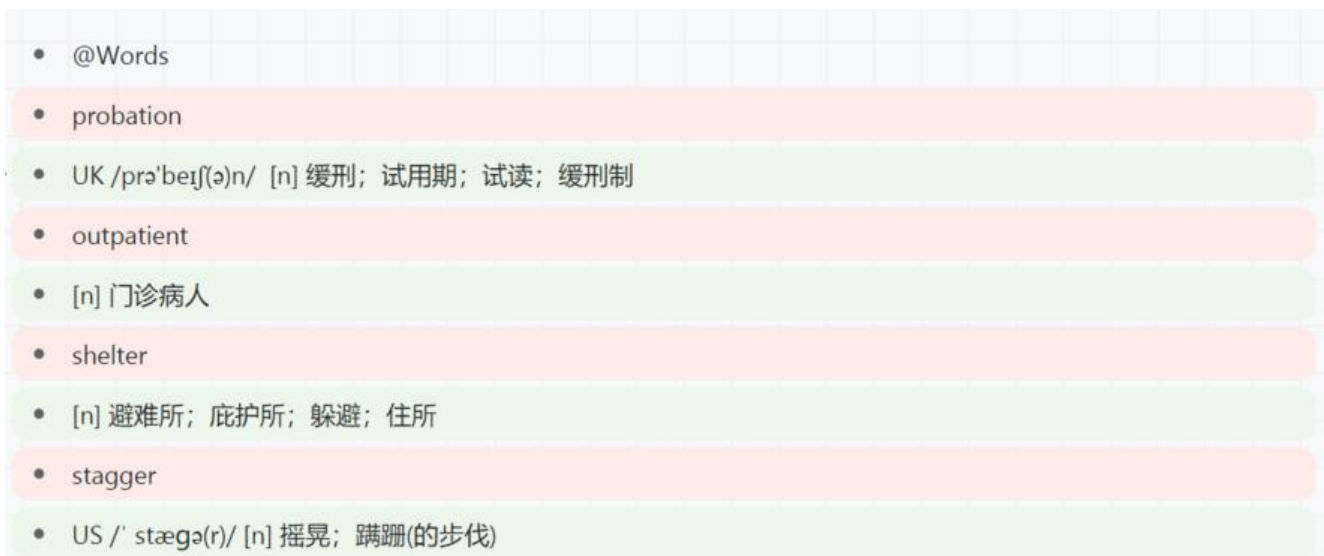 @Words
probation
UK /prə'beɪʃ(ə)n/ [n] 缓刑；试用期；试读；缓刑制
outpatient
[n] 门诊病人
shelter
[n] 避难所；庇护所；躲避；住所
stagger
US /' stæɡə(r)/ [n] 摇晃；蹒跚(的步伐)